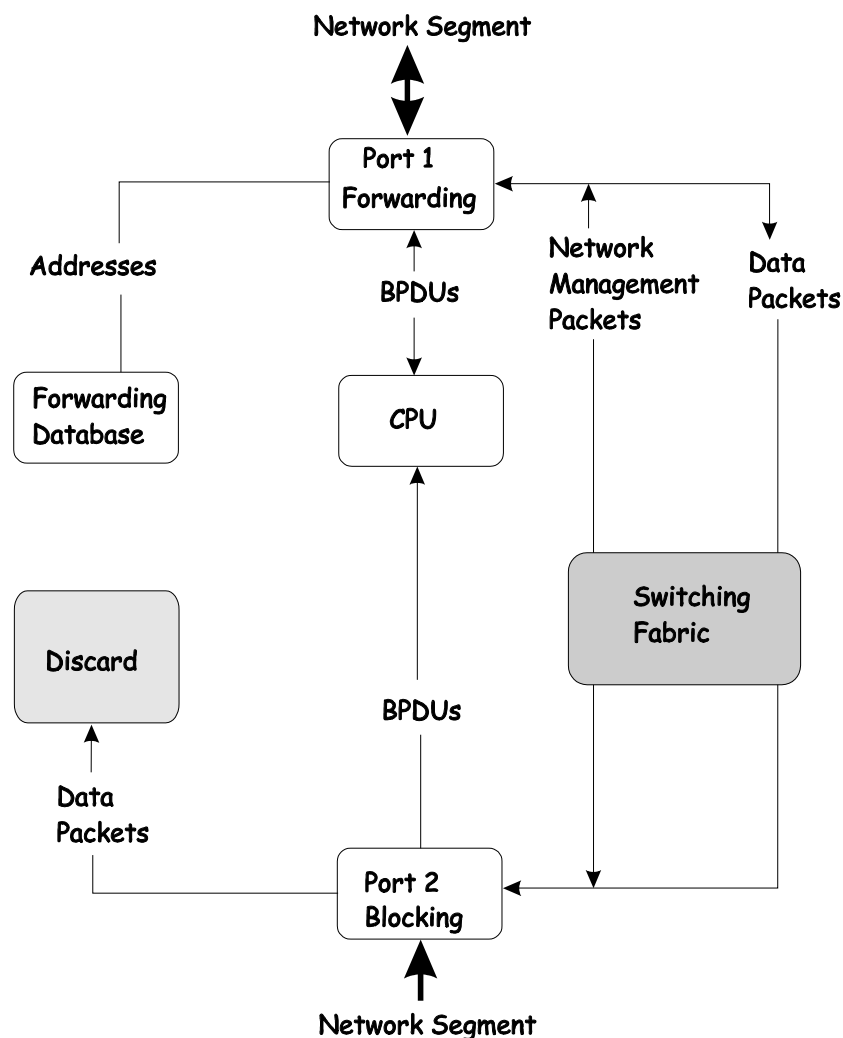 Network Segment
Port 1
Forwarding
Addresses
BPDUs
Network
Management
Packets
Data
Packets
Forwarding
Database
CPU
Switching
Fabric
Discard
BPDUs
Data
Packets
Port 2
Blocking
Network Segment